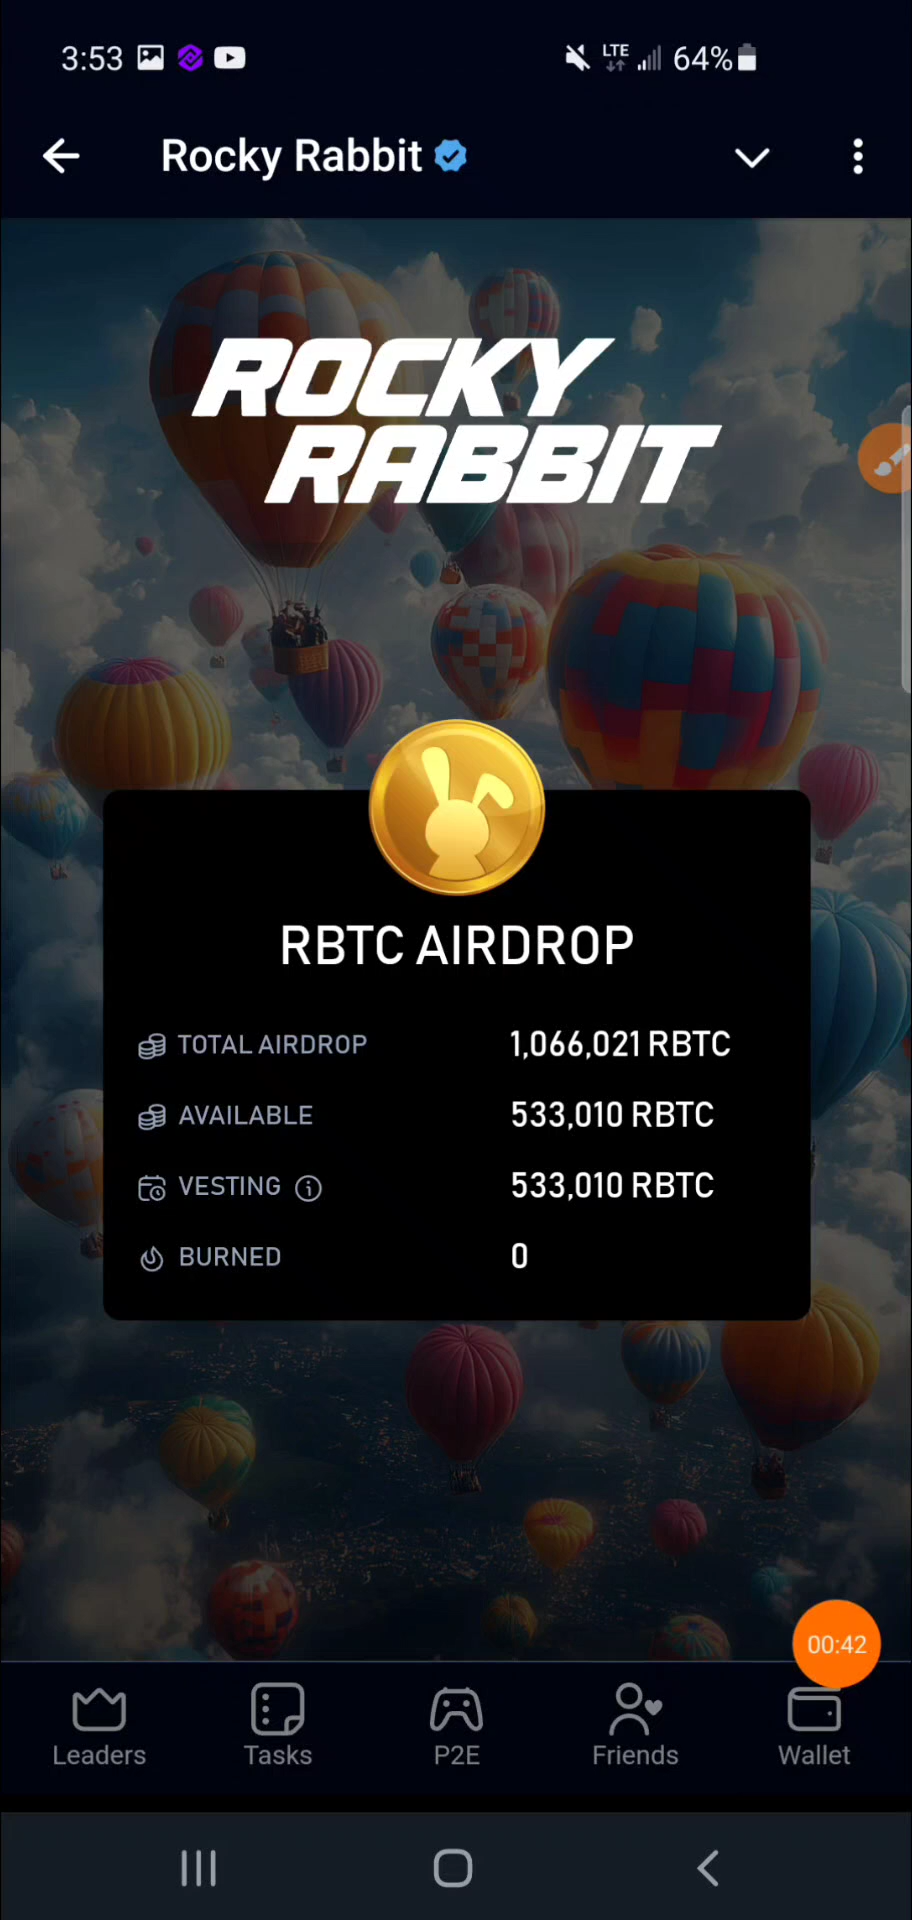 3:53 LTE 64%
Rocky Rabbit
ROCKY
RABBIT
RBTC AIRDROP
TOTAL AIRDROP 1,066,021 RBTC
AVAILABLE 533,010 RBTC
VESTING 533,010 RBTC
BURNED 0
00:42
Leaders Tasks P2E Friends Wallet